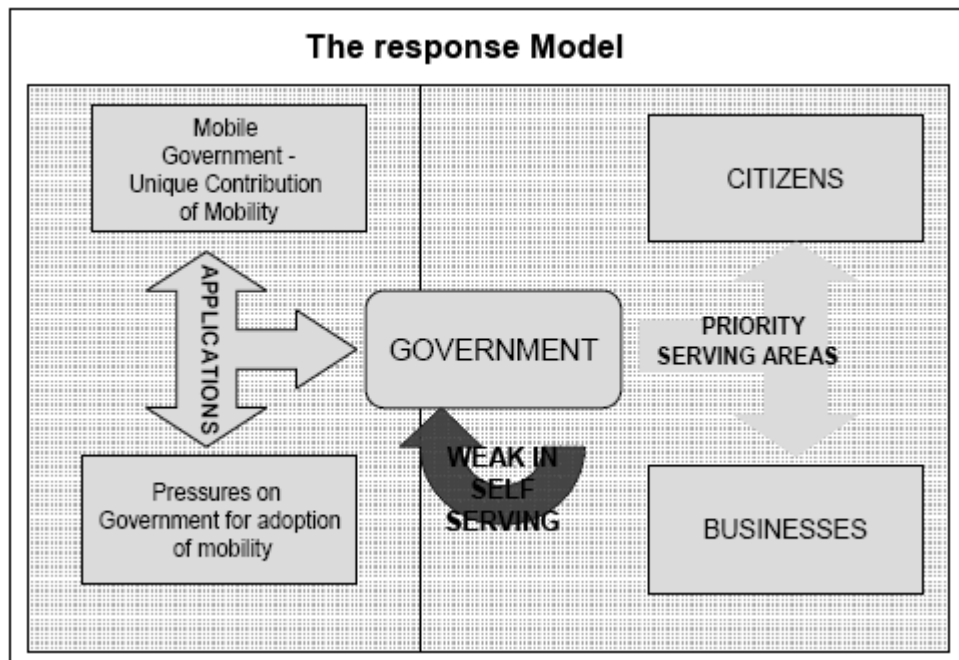 The response Model
Mobile
Government -
Unique Contribution
of Mobility
APPLICATIONS
Pressures on
Government for adoption
of mobility
GOVERNMENT
WEAK IN
SELF
SERVING
CITIZENS
PRIORITY
SERVING AREAS
BUSINESSES